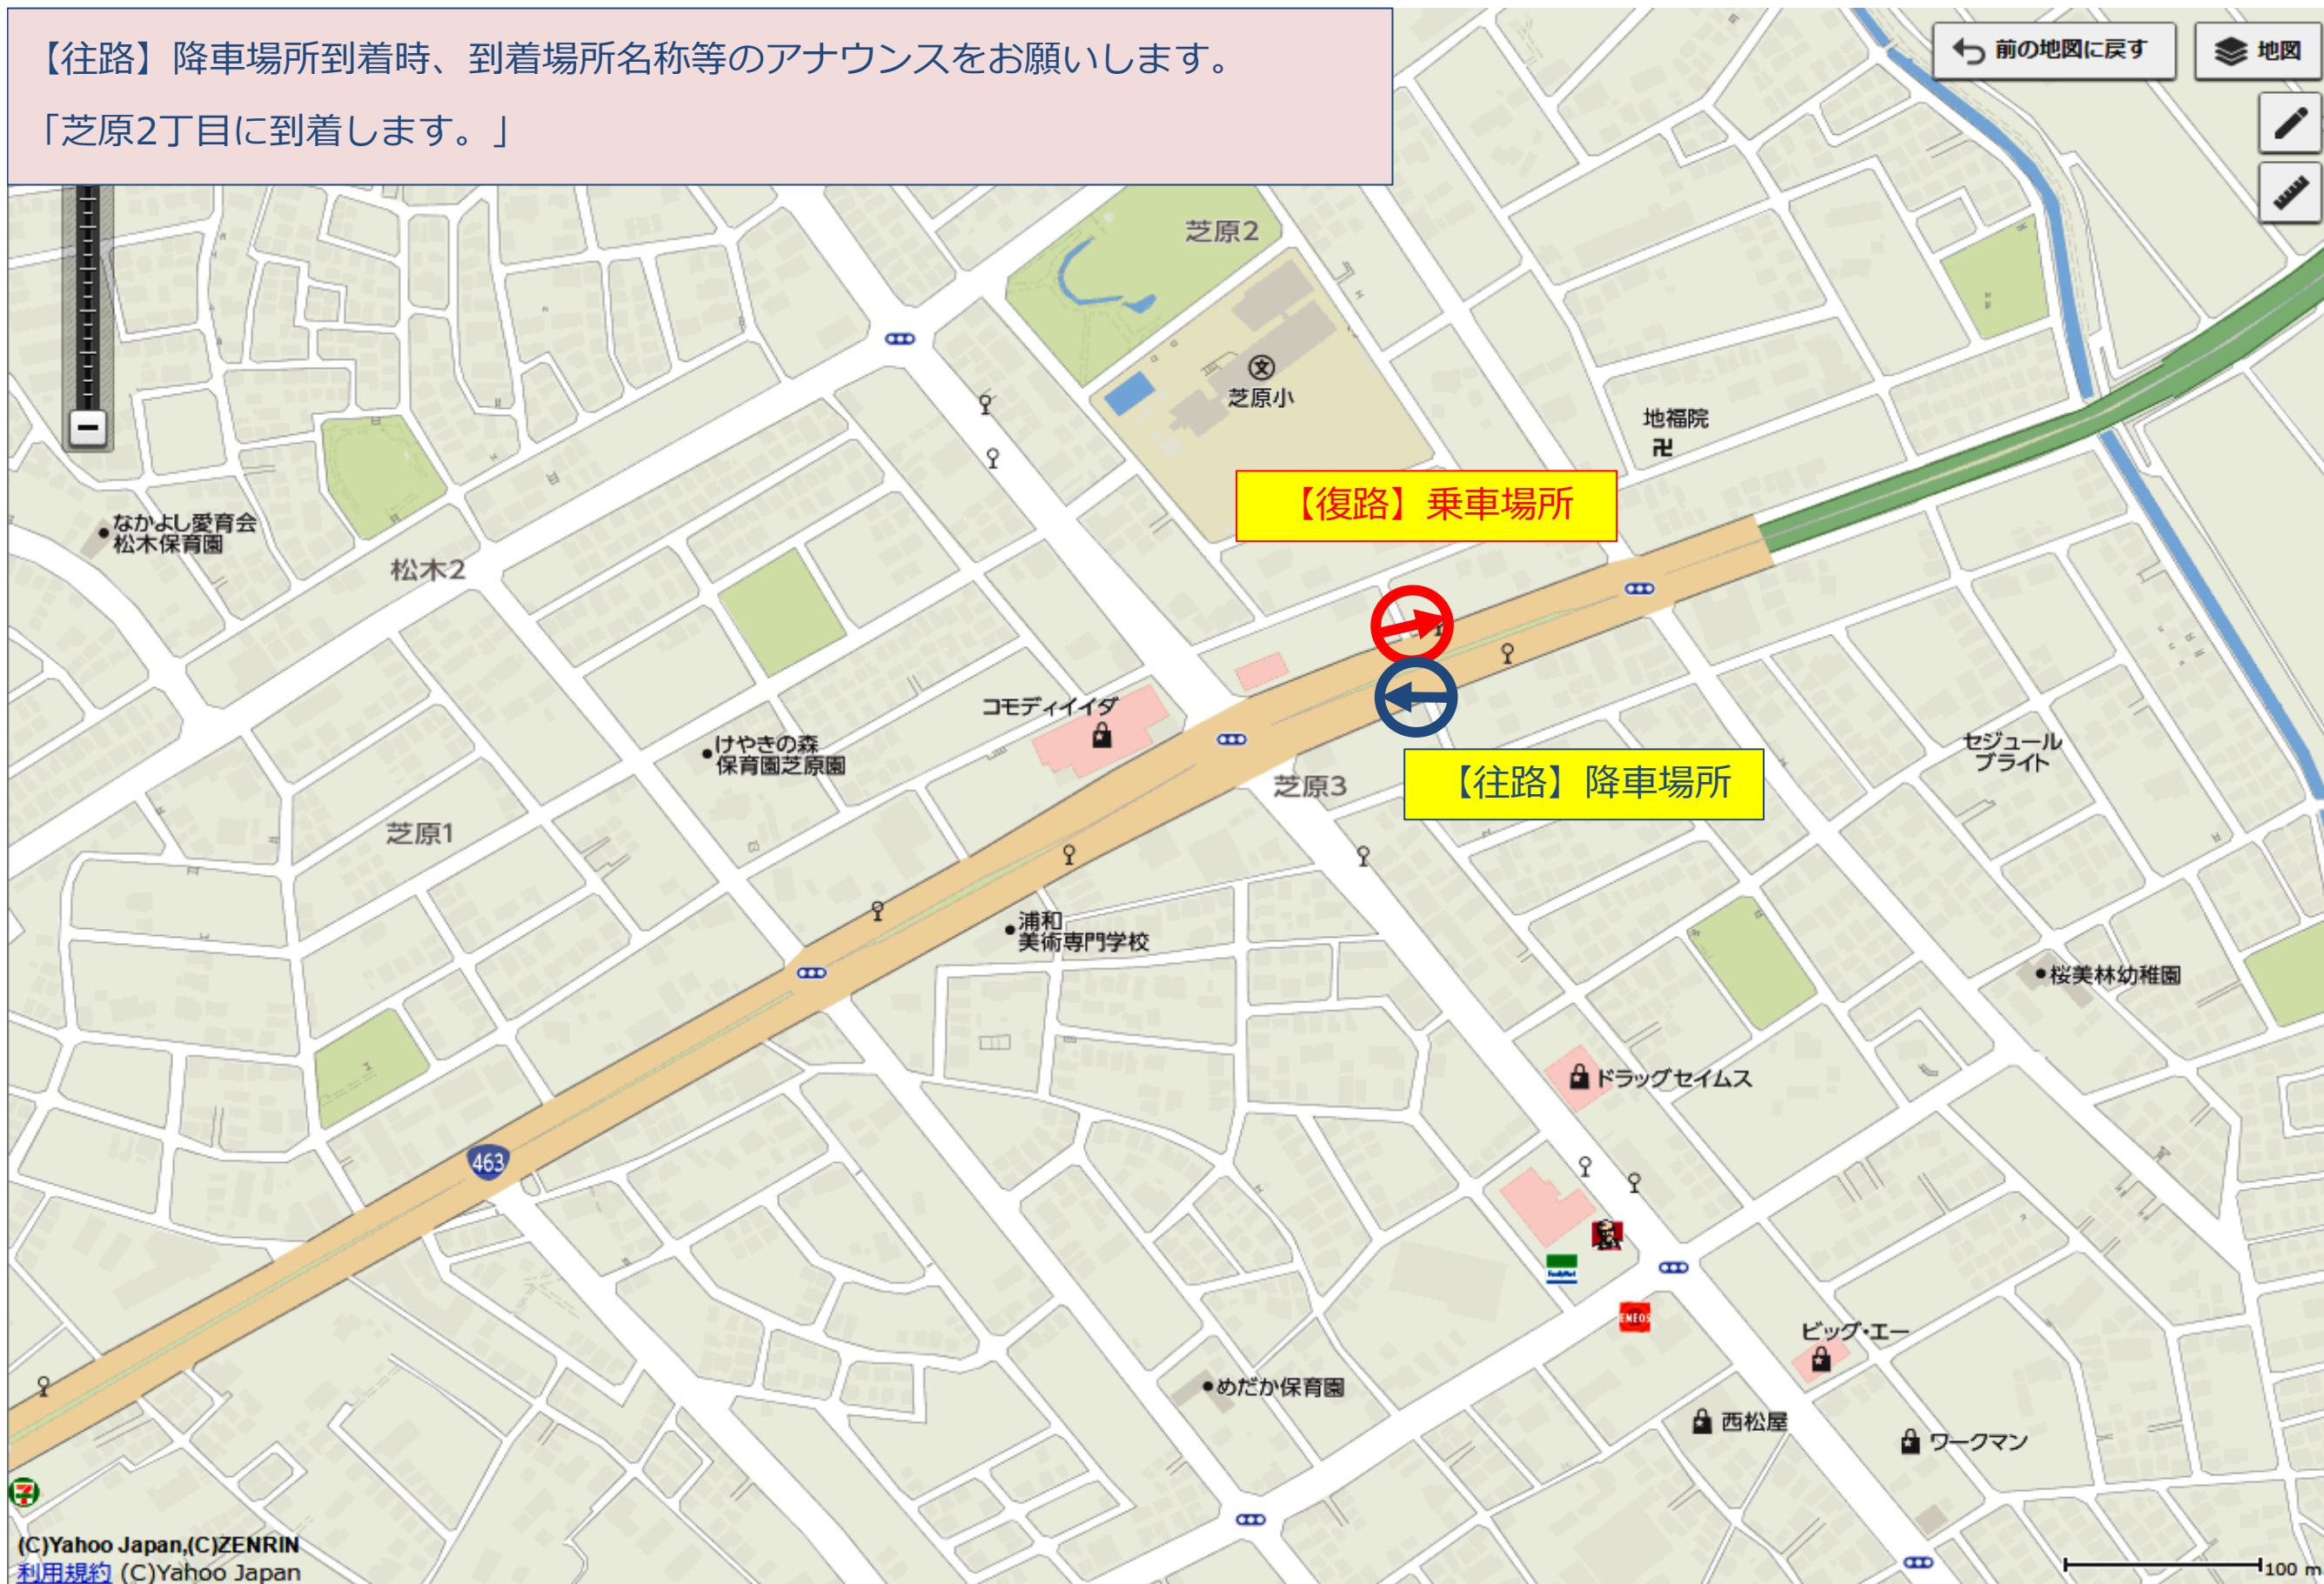 【往路】降車場所到着時、到着場所名称等のアナウンスをお願いします。
「芝原2丁目に到着します。」
前の地図に戻す
地図
芝原2
文
芝原小
地福院
【復路】乗車場所
なかよし愛育会
松木保育園
松木2
コモディイイダ
けやきの森
保育園芝原園
芝原3
【往路】降車場所
セジュール
ブライト
芝原1
浦和
美術専門学校
桜美林幼稚園
ドラッグセイムス
463
FamilyMart
ENEOS
ビッグ・エー
めだか保育園
西松屋
ワークマン
7
(C)Yahoo Japan,(C)ZENRIN
利用規約 (C)Yahoo Japan
100 m